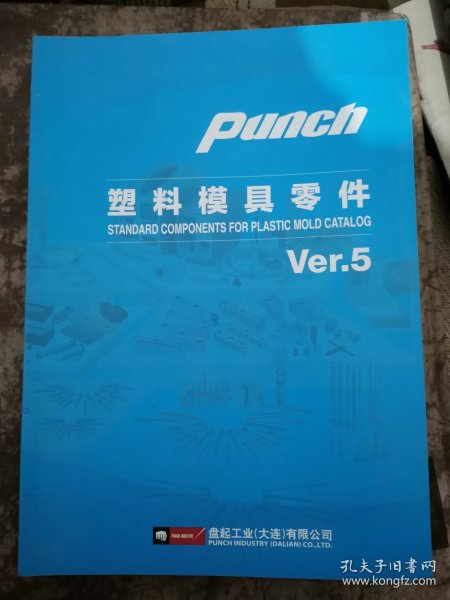 Punch
塑料模具零件
STANDARD COMPONENTS FOR PLASTIC MOLD CATALOG
Ver.5
PUNCH INDUSTRY
盘起工业(大连)有限公司
PUNCH INDUSTRY (DALIAN) CO.,LTD.
孔夫子旧书网
www.kongfz.com